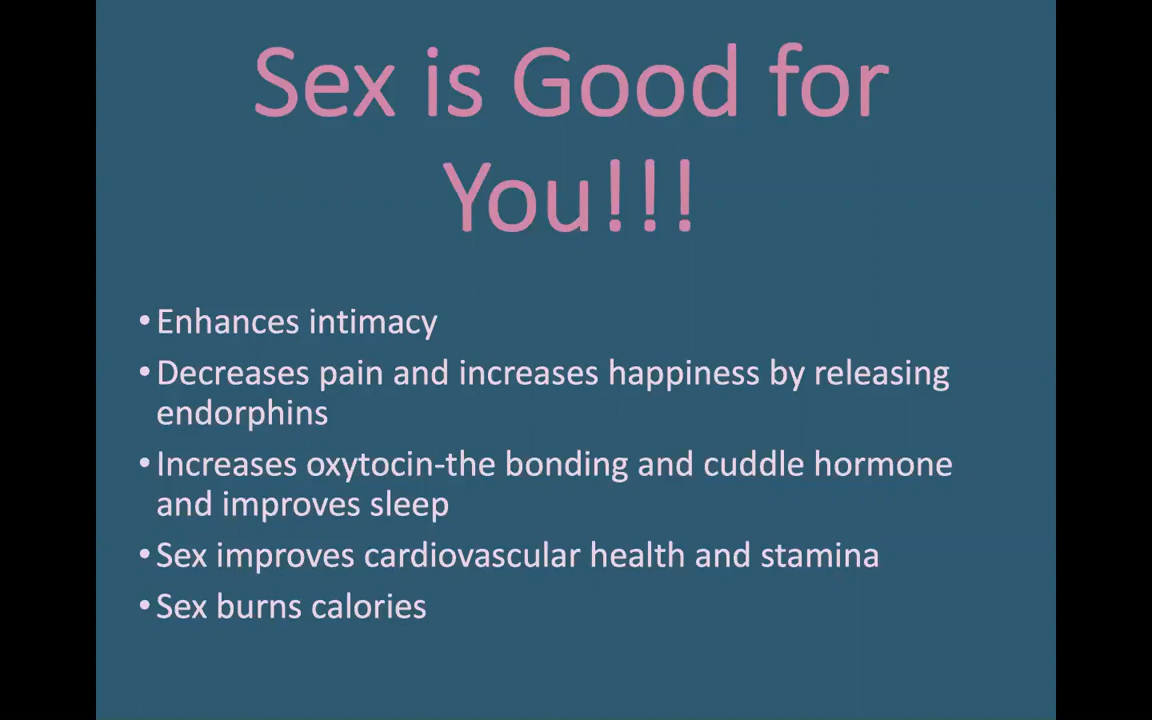 Sex is Good for
You!!!
•Enhances intimacy
•Decreases pain and increases happiness by releasing
endorphins
•Increases oxytocin-the bonding and cuddle hormone
and improves sleep
•Sex improves cardiovascular health and stamina
•Sex burns calories